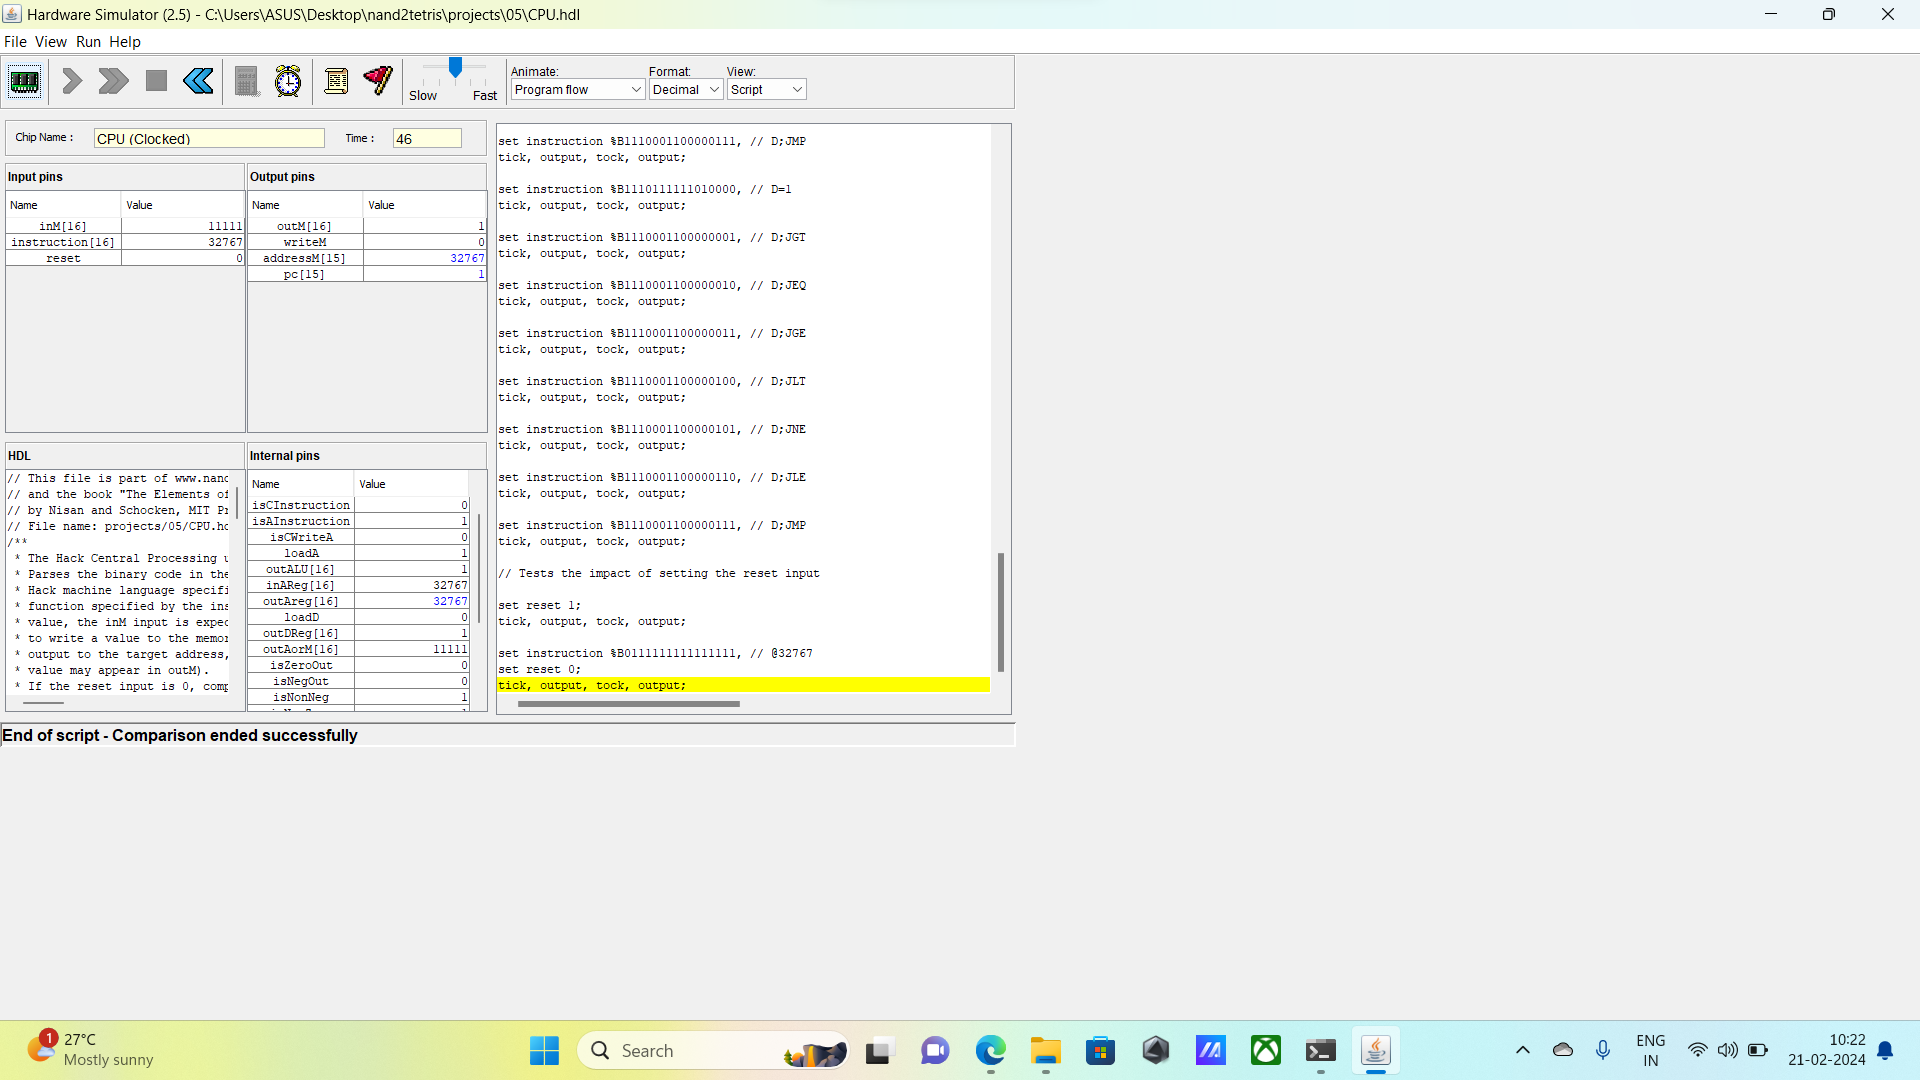 Hardware Simulator (2.5) - C:\Users\ASUS\Desktop\nand2tetris\projects\05\CPU.hdl
File View Run Help
Slow Fast
Animate: Format: View:
Program flow Decimal Script
Chip Name : CPU (Clocked) Time : 46
Input pins
Name Value
inM[16] 11111
instruction[16] 32767
reset 0
Output pins
Name Value
outM[16] 1
writeM 0
addressM[15] 32767
pc[15] 1
HDL
// This file is part of www.nand
// and the book "The Elements of
// by Nisan and Schocken, MIT Pr
// File name: projects/05/CPU.hd
/**
* The Hack Central Processing u
* Parses the binary code in the
* Hack machine language specifi
* function specified by the ins
* value, the inM input is expec
* to write a value to the memor
* output to the target address,
* value may appear in outM).
* If the reset input is 0, comp
Internal pins
Name Value
isCInstruction 0
isAInstruction 1
isCWriteA 0
loadA 1
outALU[16] 1
inAReg[16] 32767
outAreg[16] 32767
loadD 0
outDReg[16] 1
outAorM[16] 11111
isZeroOut 0
isNegOut 0
isNonNeg 1
set instruction %B1110001100000111, // D;JMP
tick, output, tock, output;
set instruction %B1110111111010000, // D=1
tick, output, tock, output;
set instruction %B1110001100000001, // D;JGT
tick, output, tock, output;
set instruction %B1110001100000010, // D;JEQ
tick, output, tock, output;
set instruction %B1110001100000011, // D;JGE
tick, output, tock, output;
set instruction %B1110001100000100, // D;JLT
tick, output, tock, output;
set instruction %B1110001100000101, // D;JNE
tick, output, tock, output;
set instruction %B1110001100000110, // D;JLE
tick, output, tock, output;
set instruction %B1110001100000111, // D;JMP
tick, output, tock, output;
// Tests the impact of setting the reset input
set reset 1;
tick, output, tock, output;
set instruction %B0111111111111111, // @32767
set reset 0;
tick, output, tock, output;
End of script - Comparison ended successfully
1
27°C
Mostly sunny
Search
ENG
IN
10:22
21-02-2024